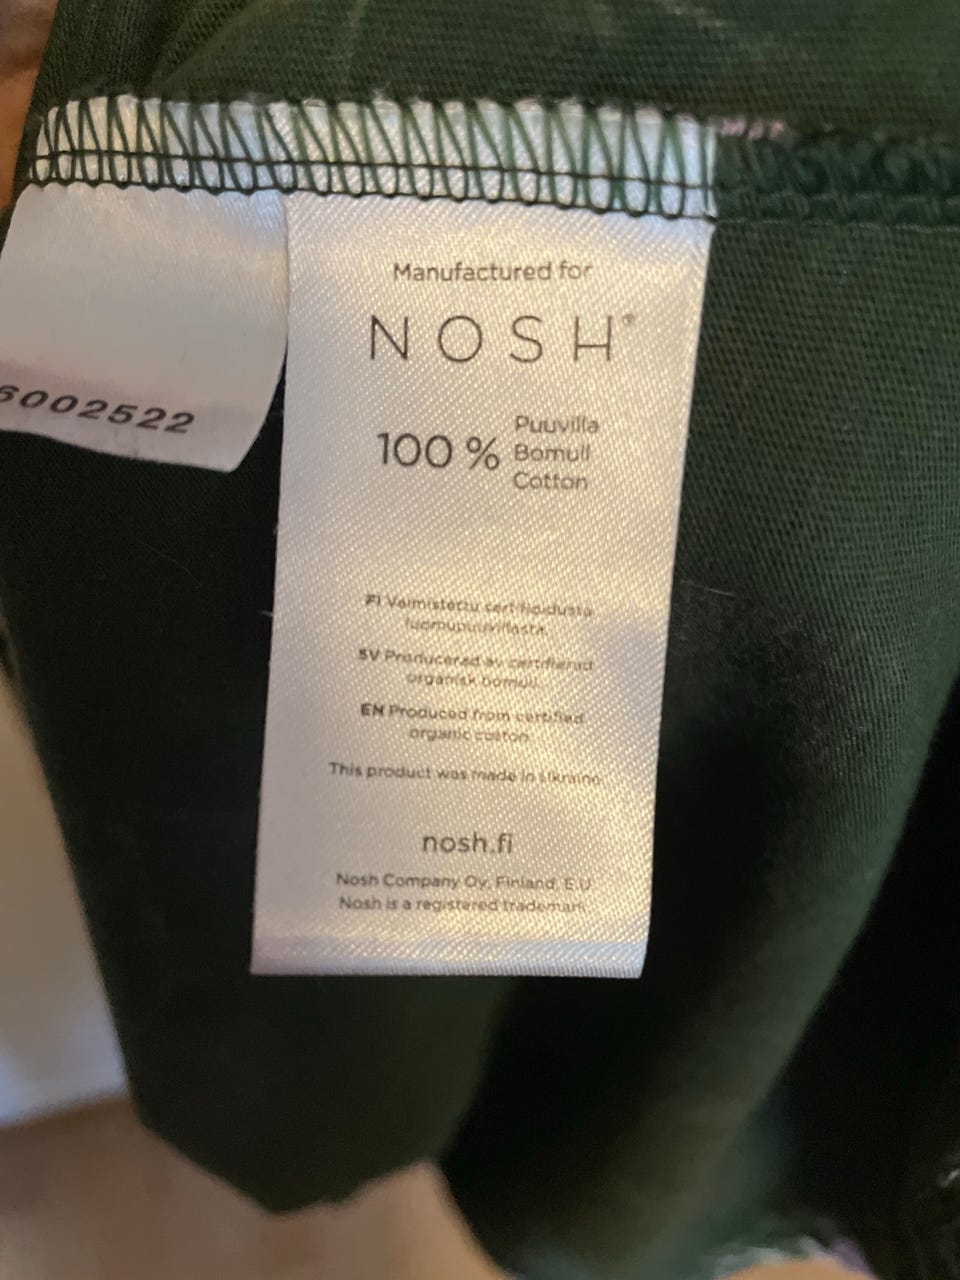 6002522
Manufactured for
NOSH®
100 % Puuvilla
Bomull
Cotton
FI Valmistettu sertifioidusta
luomupuuvillasta.
SV Producerad av certifierad
organisk bomull.
EN Produced from certified
organic cotton.
This product was made in Ukraine.
nosh.fi
Nosh Company Oy, Finland, E.U.
Nosh is a registered trademark.